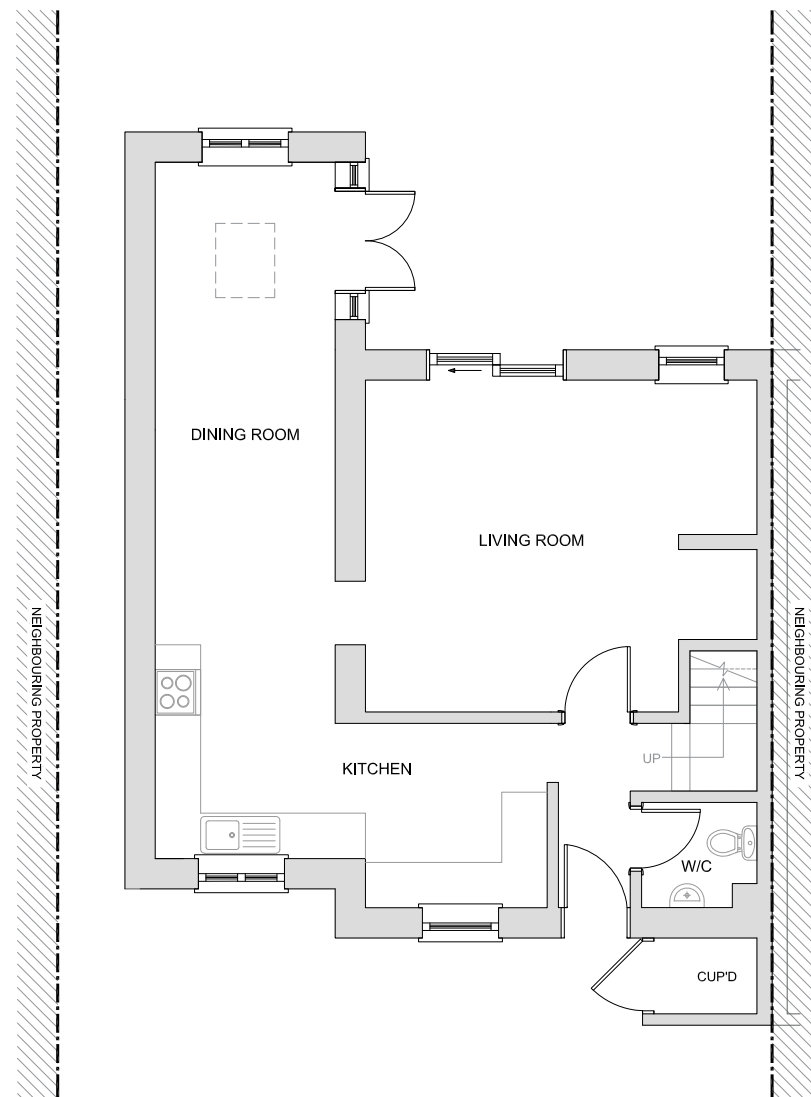 DINING ROOM
LIVING ROOM
NEIGHBOURING PROPERTY
NEIGHBOURING PROPERTY
UP
KITCHEN
W/C
CUP'D